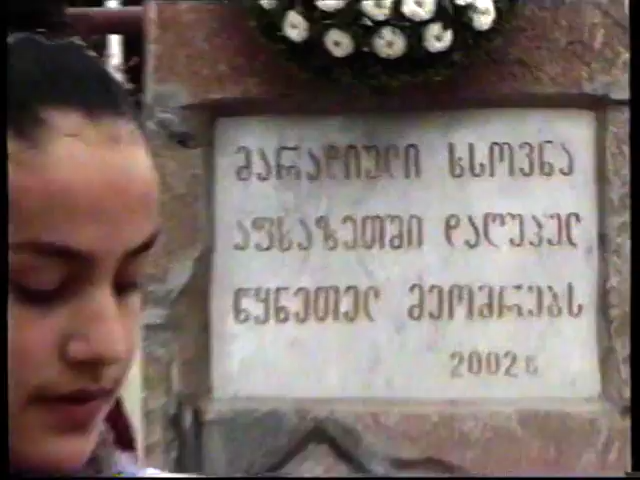 მარადიული ხსოვნა
აფხაზეთში დაღუპულ
წყნეთელ მეომრებს
2002წ